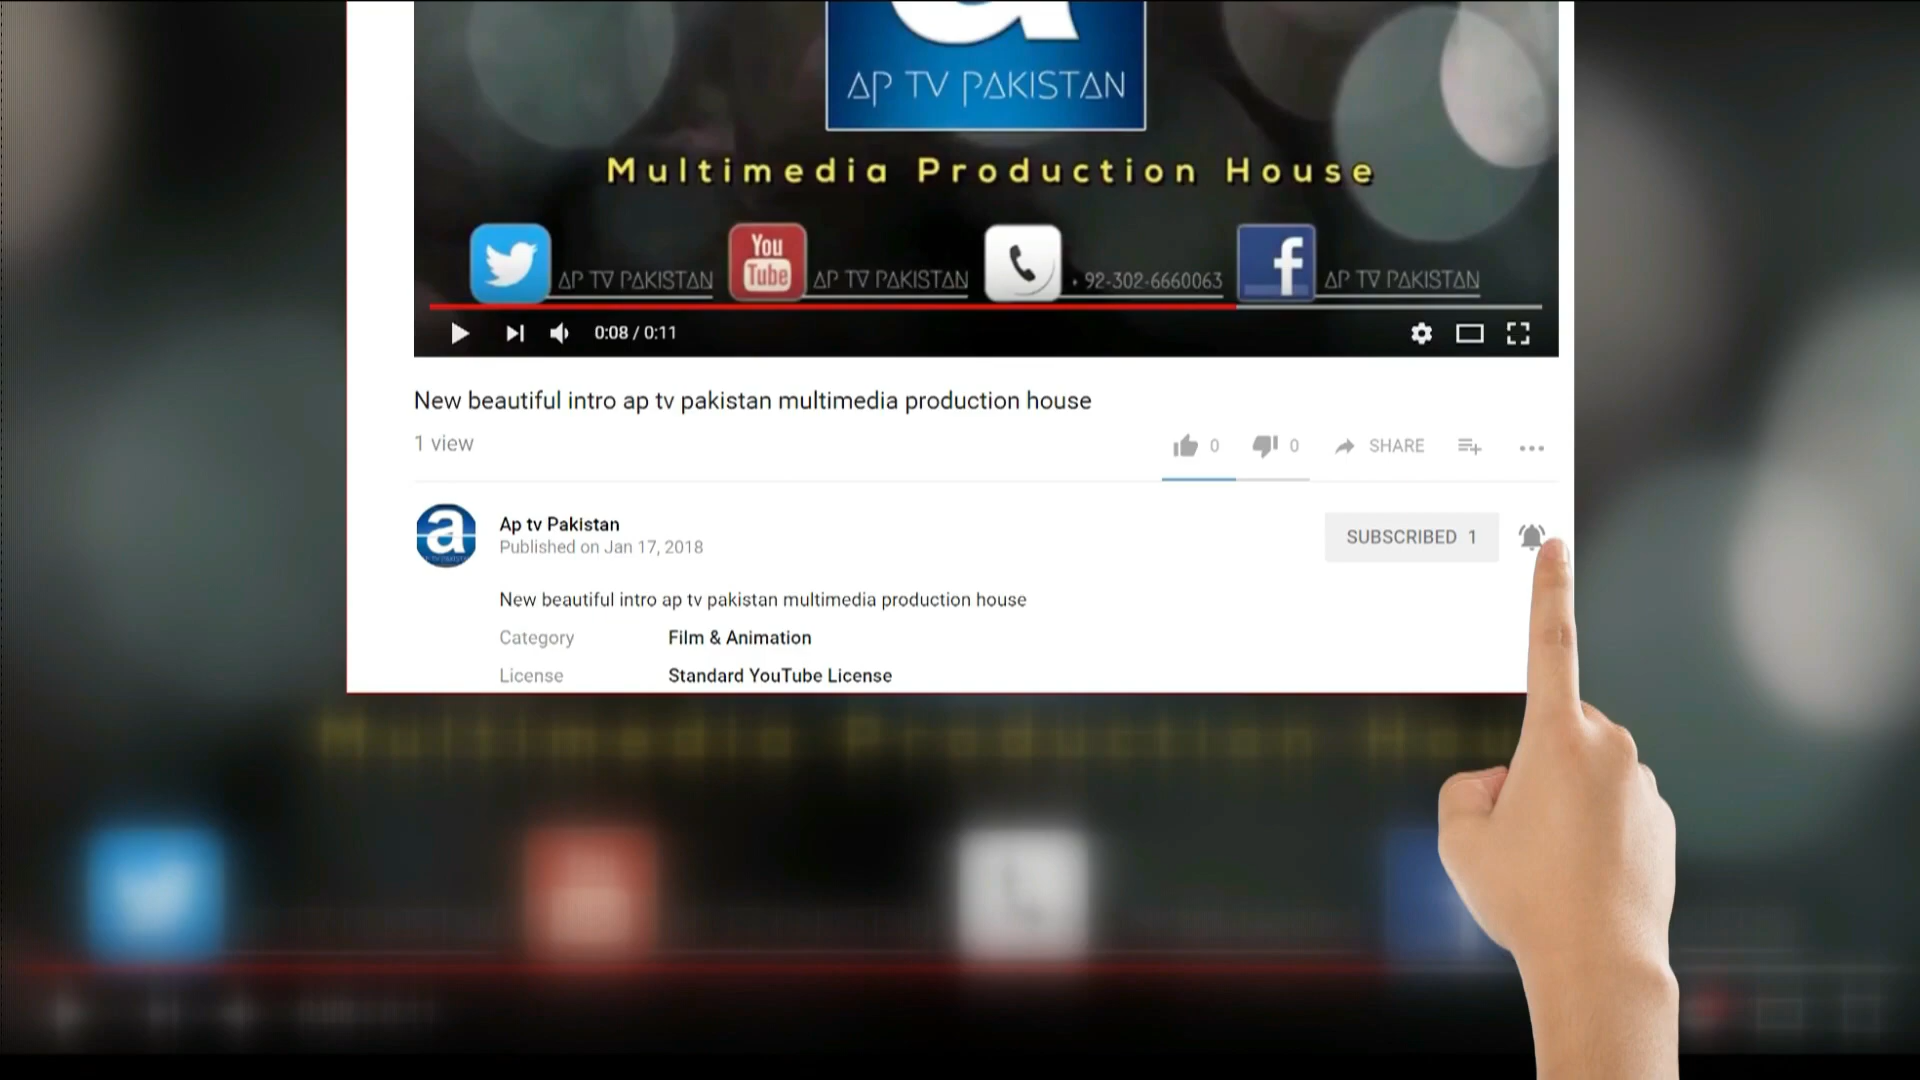 AP TV PAKISTAN
Multimedia Production House
AP TV PAKISTAN
You Tube
AP TV PAKISTAN
92-302-6660063
f
AP TV PAKISTAN
0:08 / 0:11
New beautiful intro ap tv pakistan multimedia production house
1 view
0
0
SHARE
a
Ap tv Pakistan
SUBSCRIBED 1
Published on Jan 17, 2018
New beautiful intro ap tv pakistan multimedia production house
Category Film & Animation
License Standard YouTube License
Multimedia Production Hou